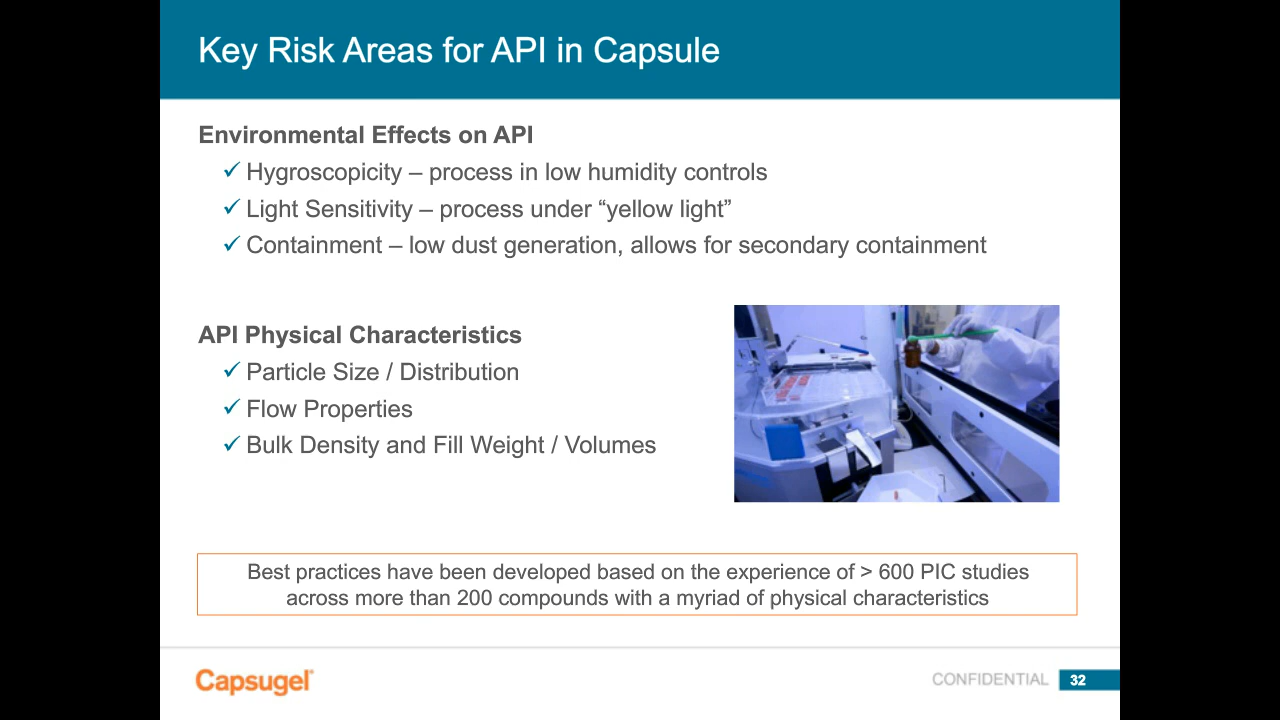 Key Risk Areas for API in Capsule
Environmental Effects on API
✓ Hygroscopicity – process in low humidity controls
✓ Light Sensitivity – process under “yellow light”
✓ Containment – low dust generation, allows for secondary containment
API Physical Characteristics
✓ Particle Size / Distribution
✓ Flow Properties
✓ Bulk Density and Fill Weight / Volumes
Best practices have been developed based on the experience of > 600 PIC studies
across more than 200 compounds with a myriad of physical characteristics
Capsugel®
CONFIDENTIAL 32